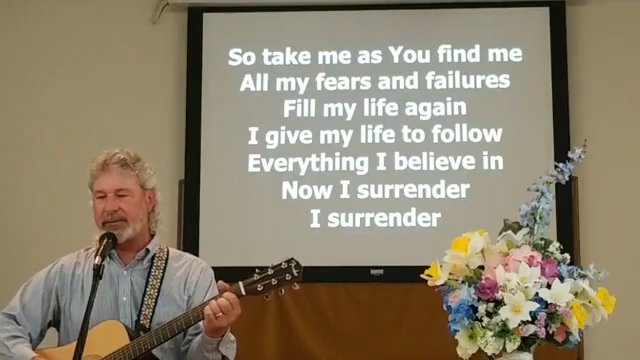 So take me as You find me
All my fears and failures
Fill my life again
I give my life to follow
Everything I believe in
Now I surrender
I surrender